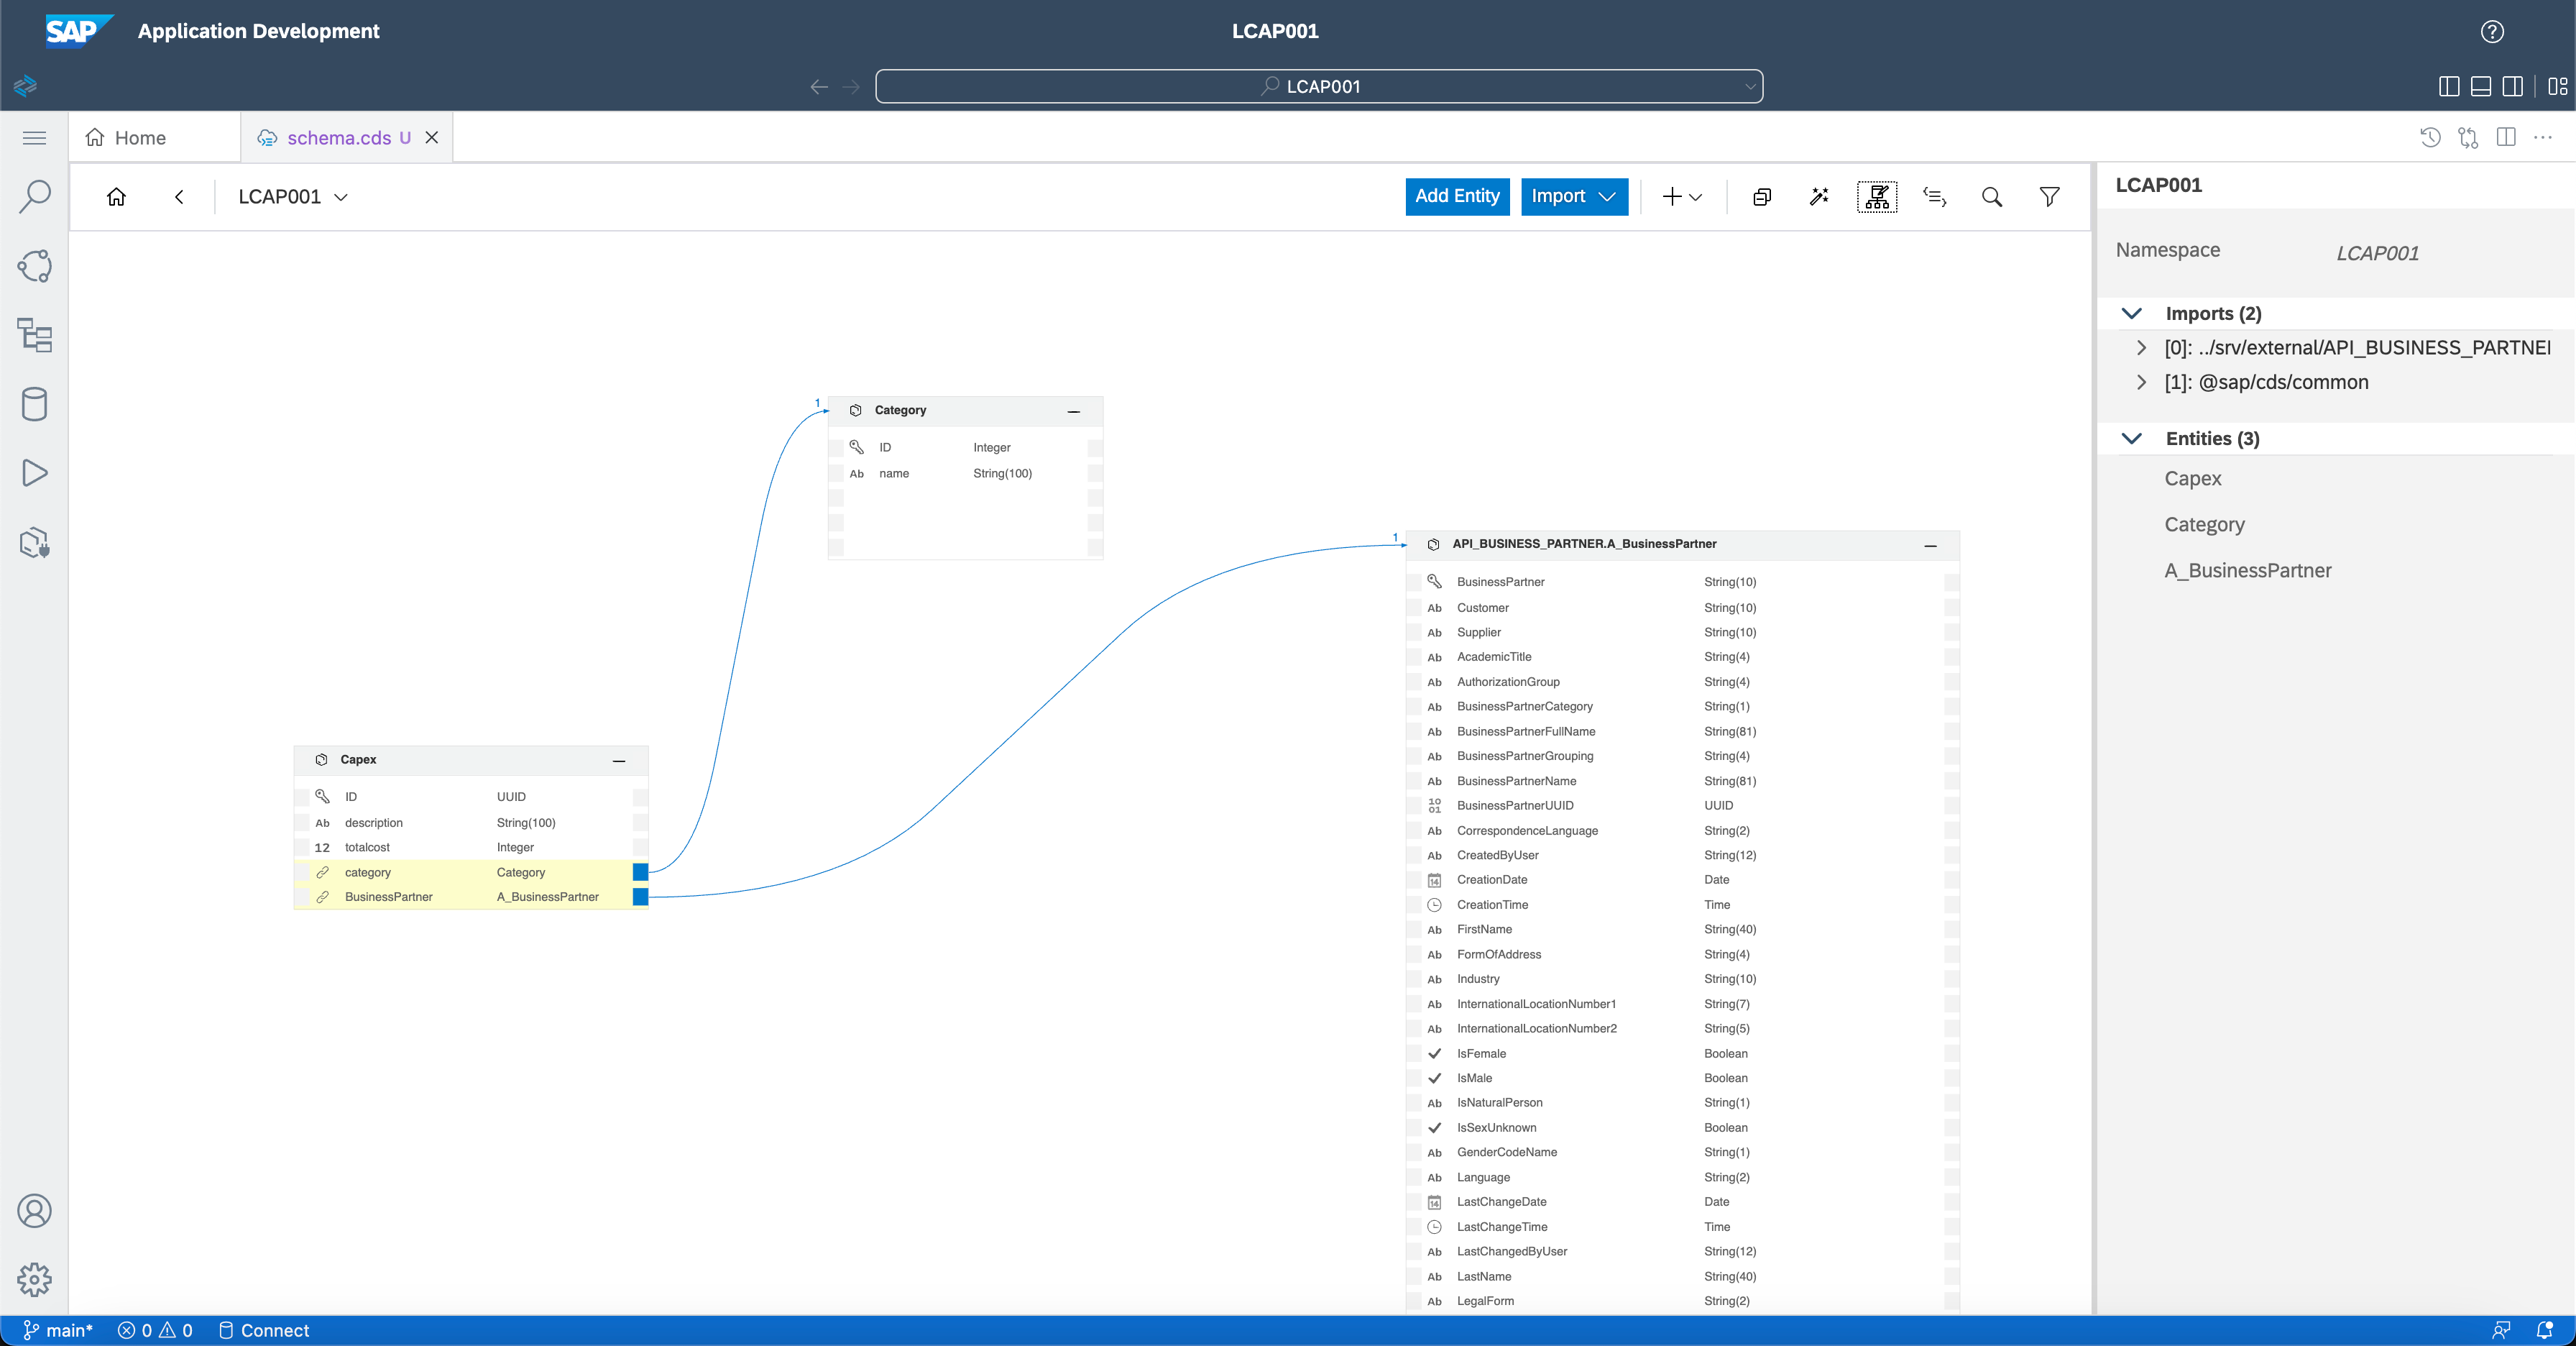 SAP Application Development
LCAP001
LCAP001
Home
schema.cds U
LCAP001
Add Entity
Import
LCAP001
Namespace
LCAP001
Imports (2)
[0]: ../srv/external/API_BUSINESS_PARTNE
[1]: @sap/cds/common
Entities (3)
Capex
Category
A_BusinessPartner
1
Category
ID Integer
Ab name String(100)
1
API_BUSINESS_PARTNER.A_BusinessPartner
BusinessPartner String(10)
Ab Customer String(10)
Ab Supplier String(10)
Ab AcademicTitle String(4)
Ab AuthorizationGroup String(4)
Ab BusinessPartnerCategory String(1)
Ab BusinessPartnerFullName String(81)
Ab BusinessPartnerGrouping String(4)
Ab BusinessPartnerName String(81)
10 01 BusinessPartnerUUID UUID
Ab CorrespondenceLanguage String(2)
Ab CreatedByUser String(12)
14 CreationDate Date
CreationTime Time
Ab FirstName String(40)
Ab FormOfAddress String(4)
Ab Industry String(10)
Ab InternationalLocationNumber1 String(7)
Ab InternationalLocationNumber2 String(5)
IsFemale Boolean
IsMale Boolean
Ab IsNaturalPerson String(1)
IsSexUnknown Boolean
Ab GenderCodeName String(1)
Ab Language String(2)
14 LastChangeDate Date
LastChangeTime Time
Ab LastChangedByUser String(12)
Ab LastName String(40)
Ab LegalForm String(2)
Capex
ID UUID
Ab description String(100)
12 totalcost Integer
category Category
BusinessPartner A_BusinessPartner
main* 0 0 Connect